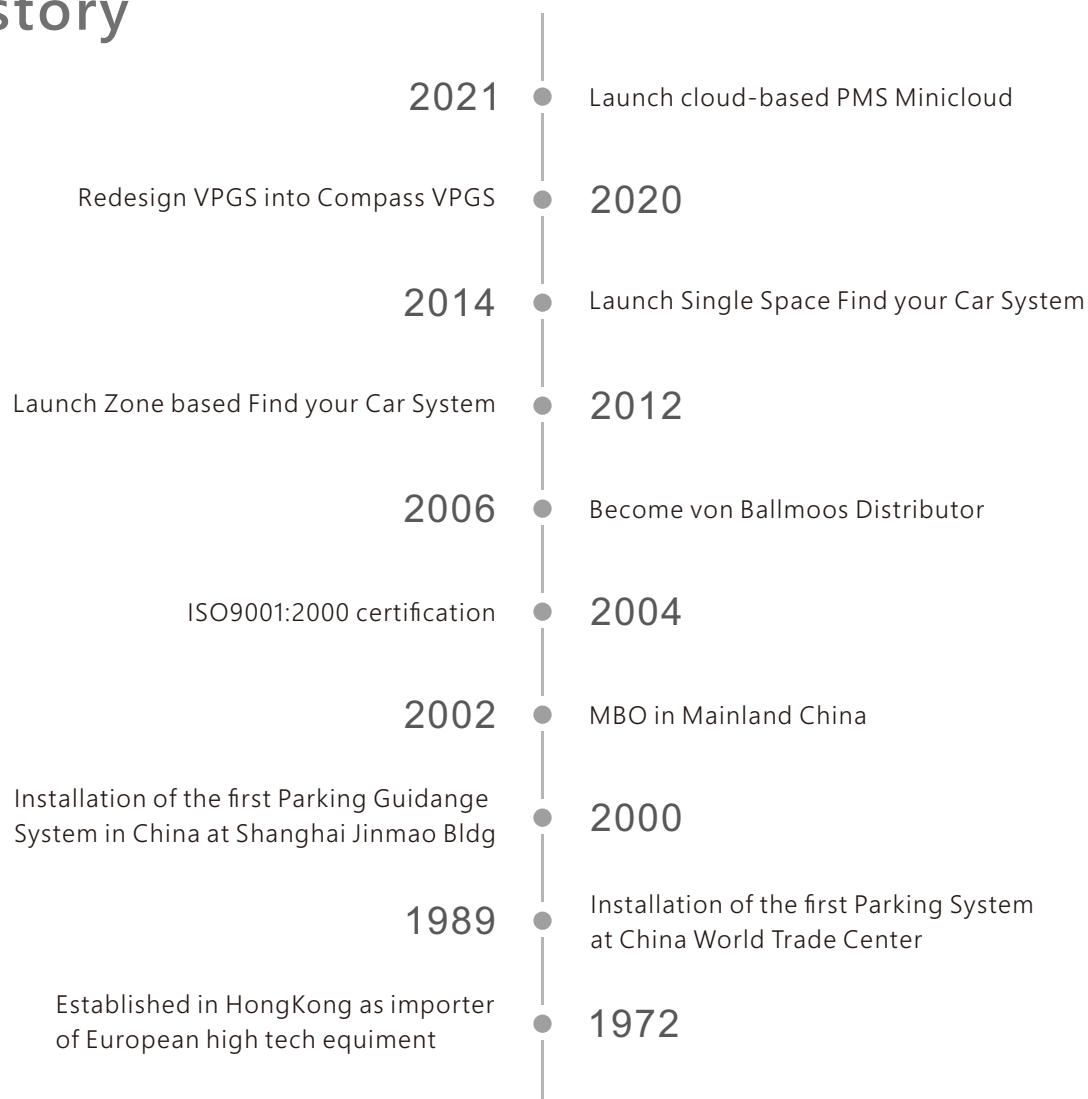 story
2021
Launch cloud-based PMS Minicloud
Redesign VPGS into Compass VPGS
2020
2014
Launch Single Space Find your Car System
Launch Zone based Find your Car System
2012
2006
Become von Ballmoos Distributor
ISO9001:2000 certification
2004
2002
MBO in Mainland China
Installation of the first Parking Guidange
System in China at Shanghai Jinmao Bldg
2000
1989
Installation of the first Parking System
at China World Trade Center
Established in HongKong as importer
of European high tech equiment
1972